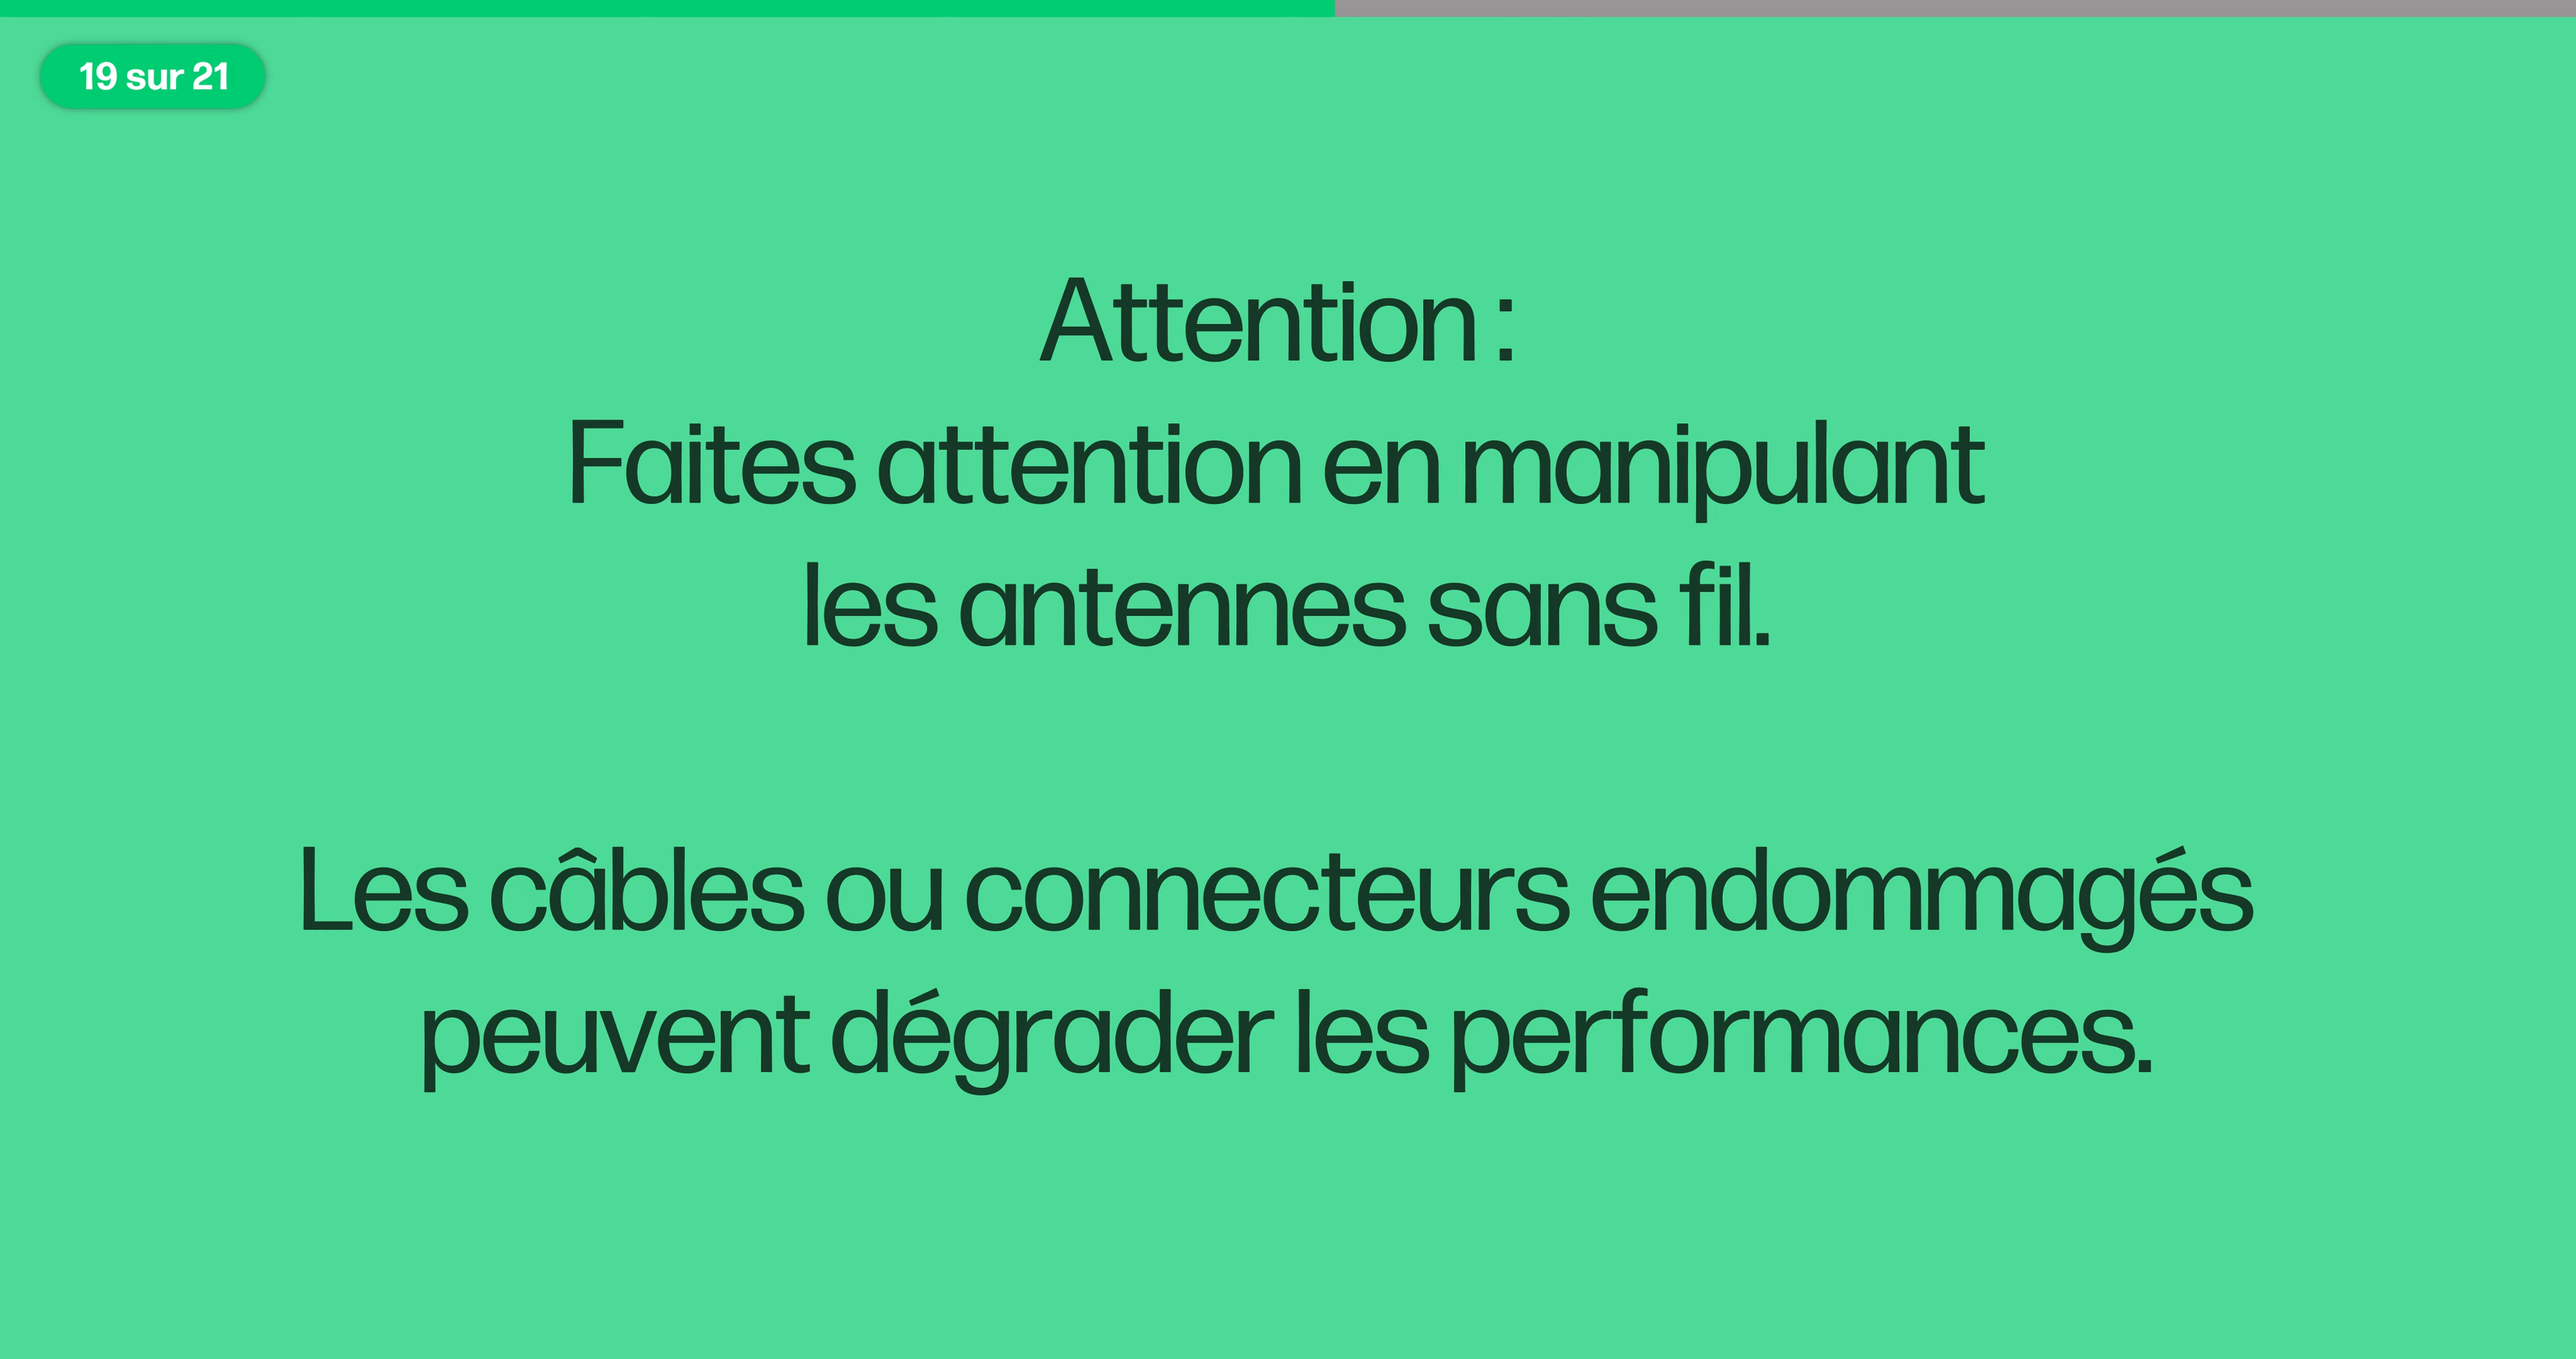 19 sur 21
Attention :
Faites attention en manipulant
les antennes sans fil.
Les câbles ou connecteurs endommagés
peuvent dégrader les performances.